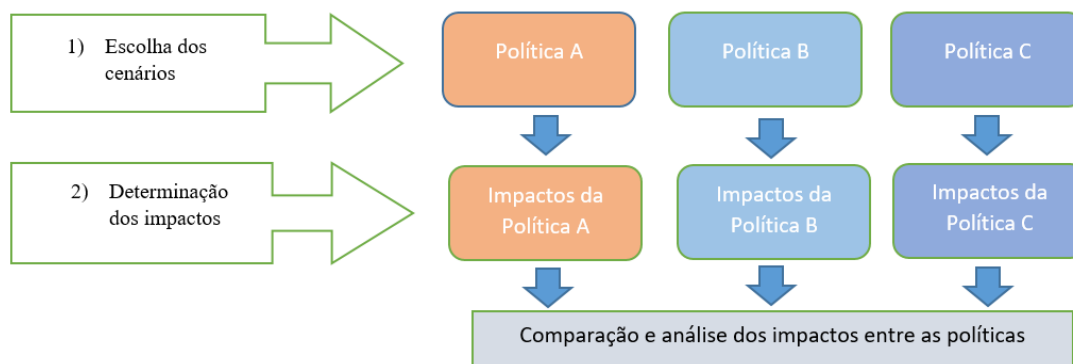 1) Escolha dos
cenários
Política A
Política B
Política C
2) Determinação
dos impactos
Impactos da
Política A
Impactos da
Política B
Impactos da
Política C
Comparação e análise dos impactos entre as políticas